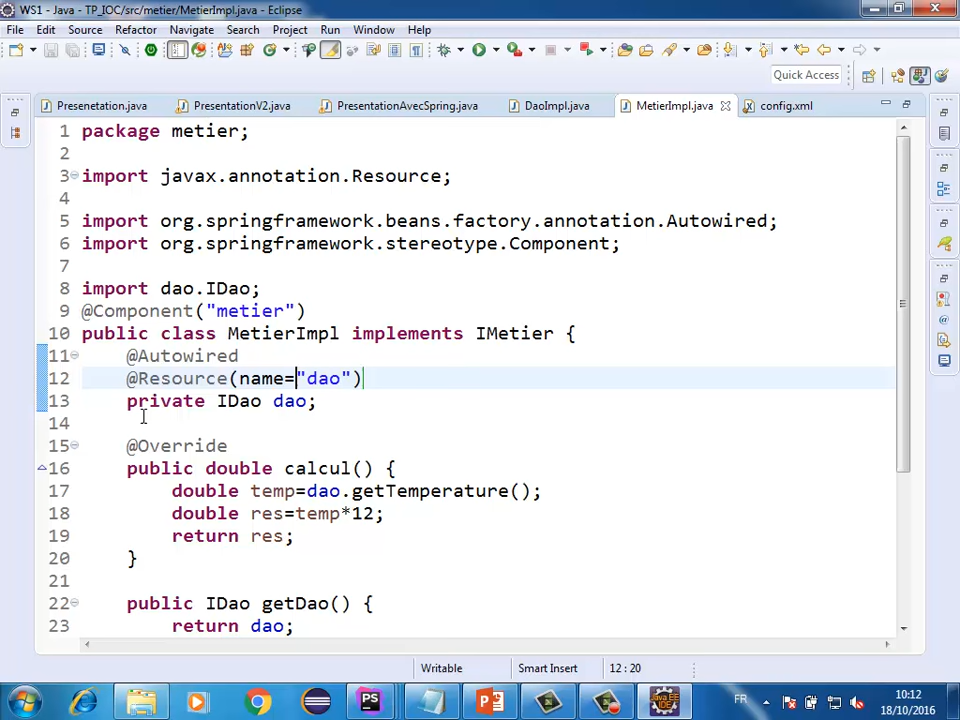 WS1 - Java - TP_IOC/src/metier/MetierImpl.java - Eclipse
File Edit Source Refactor Navigate Search Project Run Window Help
Quick Access
Presenetation.java PresentationV2.java PresentationAvecSpring.java DaoImpl.java MetierImpl.java config.xml
1 package metier;
2
3 import javax.annotation.Resource;
4
5 import org.springframework.beans.factory.annotation.Autowired;
6 import org.springframework.stereotype.Component;
7
8 import dao.IDao;
9 @Component("metier")
10 public class MetierImpl implements IMetier {
11 @Autowired
12 @Resource(name="dao")
13 private IDao dao;
14
15 @Override
16 public double calcul() {
17 double temp=dao.getTemperature();
18 double res=temp*12;
19 return res;
20 }
21
22 public IDao getDao() {
23 return dao;
Writable Smart Insert 12 : 20
PS
P
Java EE
IDE
FR
10:12
18/10/2016